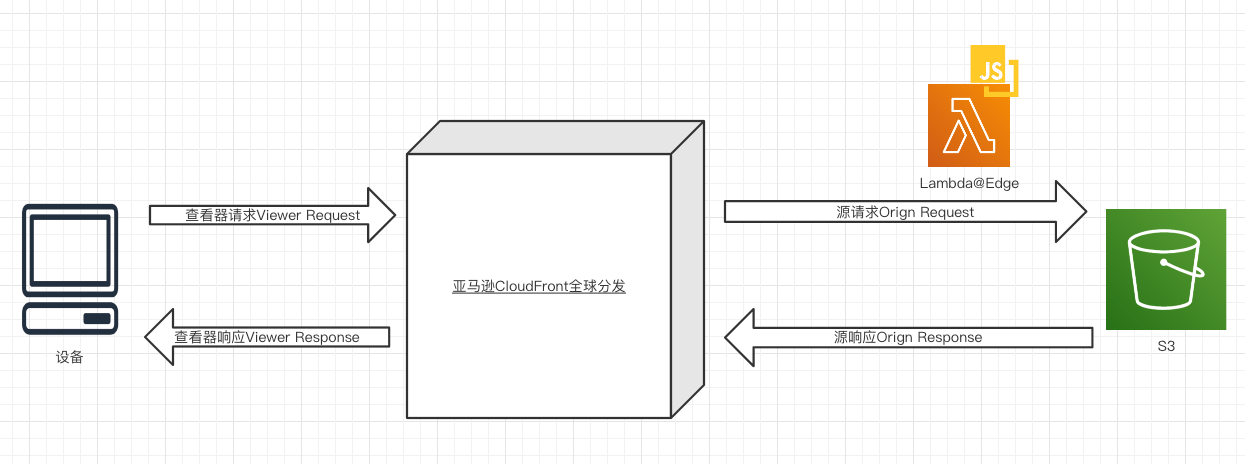 JS
Lambda@Edge
查看器请求Viewer Request
源请求Orign Request
亚马逊CloudFront全球分发
查看器响应Viewer Response
源响应Orign Response
设备
S3